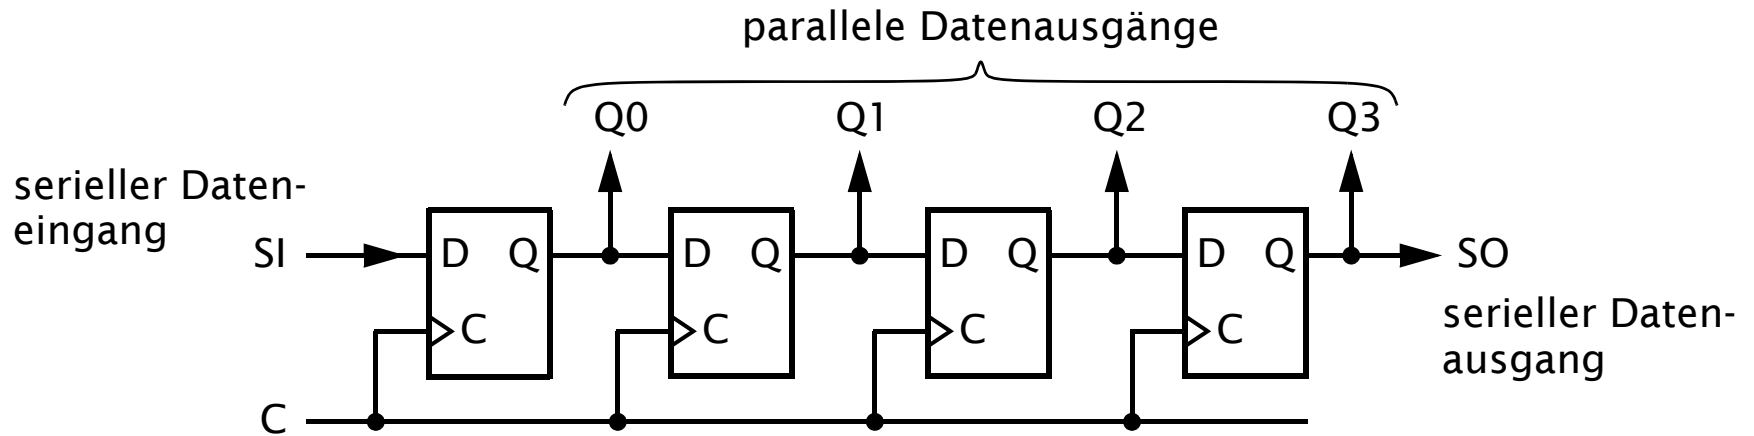 parallele Datenausgänge
Q0 Q1 Q2 Q3
serieller Daten-
eingang
SI D Q D Q D Q D Q SO
C C C C
serieller Daten-
ausgang
C